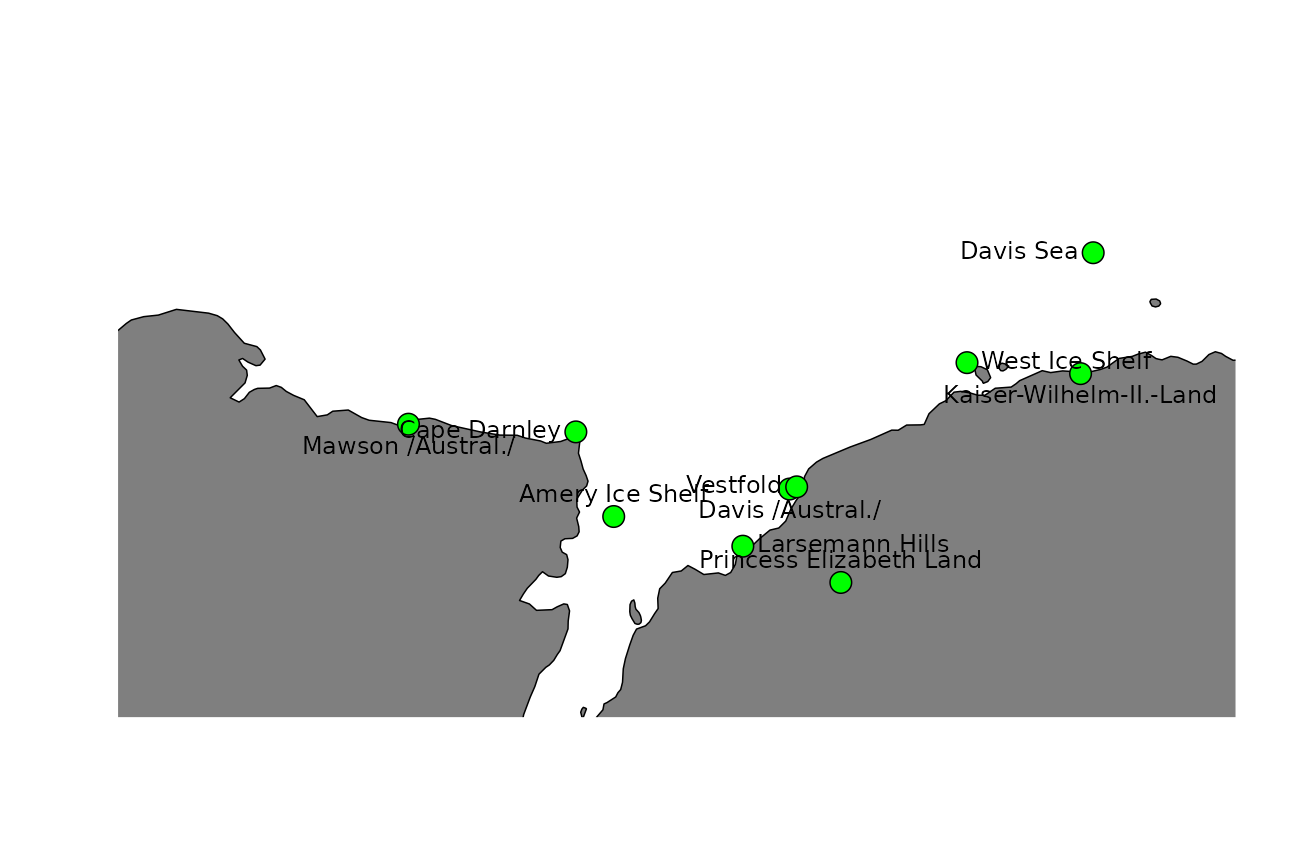 Davis Sea
West Ice Shelf
Kaiser-Wilhelm-II.-Land
Cape Darnley
Mawson /Austral./
Vestfold
Amery Ice Shelf
Davis /Austral./
Larsemann Hills
Princess Elizabeth Land